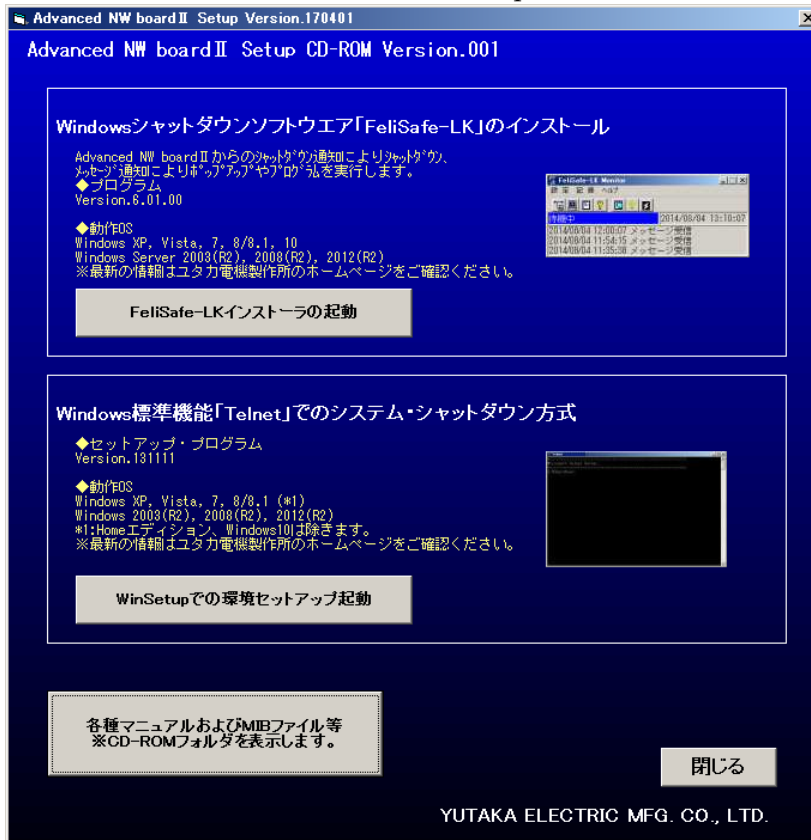 Advanced NW boardⅡ Setup Version.170401
Advanced NW boardⅡ Setup CD-ROM Version.001
Windowsシャットダウンソフトウエア「FeliSafe-LK」のインストール
Advanced NW boardⅡからのｼｬｯﾄﾀﾞｳﾝ通知によりｼｬｯﾄﾀﾞｳﾝ、
ﾒｯｾｰｼﾞ通知によりﾎﾟｯﾌﾟｱｯﾌﾟやﾌﾟﾛｸﾞﾗﾑを実行します。
◆プログラム
Version.6.01.00
◆動作OS
Windows XP, Vista, 7, 8/8.1, 10
Windows Server 2003(R2), 2008(R2), 2012(R2)
※最新の情報はユタカ電機製作所のホームページをご確認ください。
FeliSafe-LK Monitor
設定 記録 ヘルプ
待機中
2014/08/04 13:10:07
2014/08/04 12:00:07 メッセージ受信
2014/08/04 11:54:15 メッセージ受信
2014/08/04 11:35:38 メッセージ受信
FeliSafe-LKインストーラの起動
Windows標準機能「Telnet」でのシステム・シャットダウン方式
◆セットアップ・プログラム
Version.131111
◆動作OS
Windows XP, Vista, 7, 8/8.1 (*1)
Windows 2003(R2), 2008(R2), 2012(R2)
*1:Homeエディション、Windows10は除きます。
※最新の情報はユタカ電機製作所のホームページをご確認ください。
WinSetupでの環境セットアップ起動
各種マニュアルおよびMIBファイル等
※CD-ROMフォルダを表示します。
閉じる
YUTAKA ELECTRIC MFG. CO., LTD.